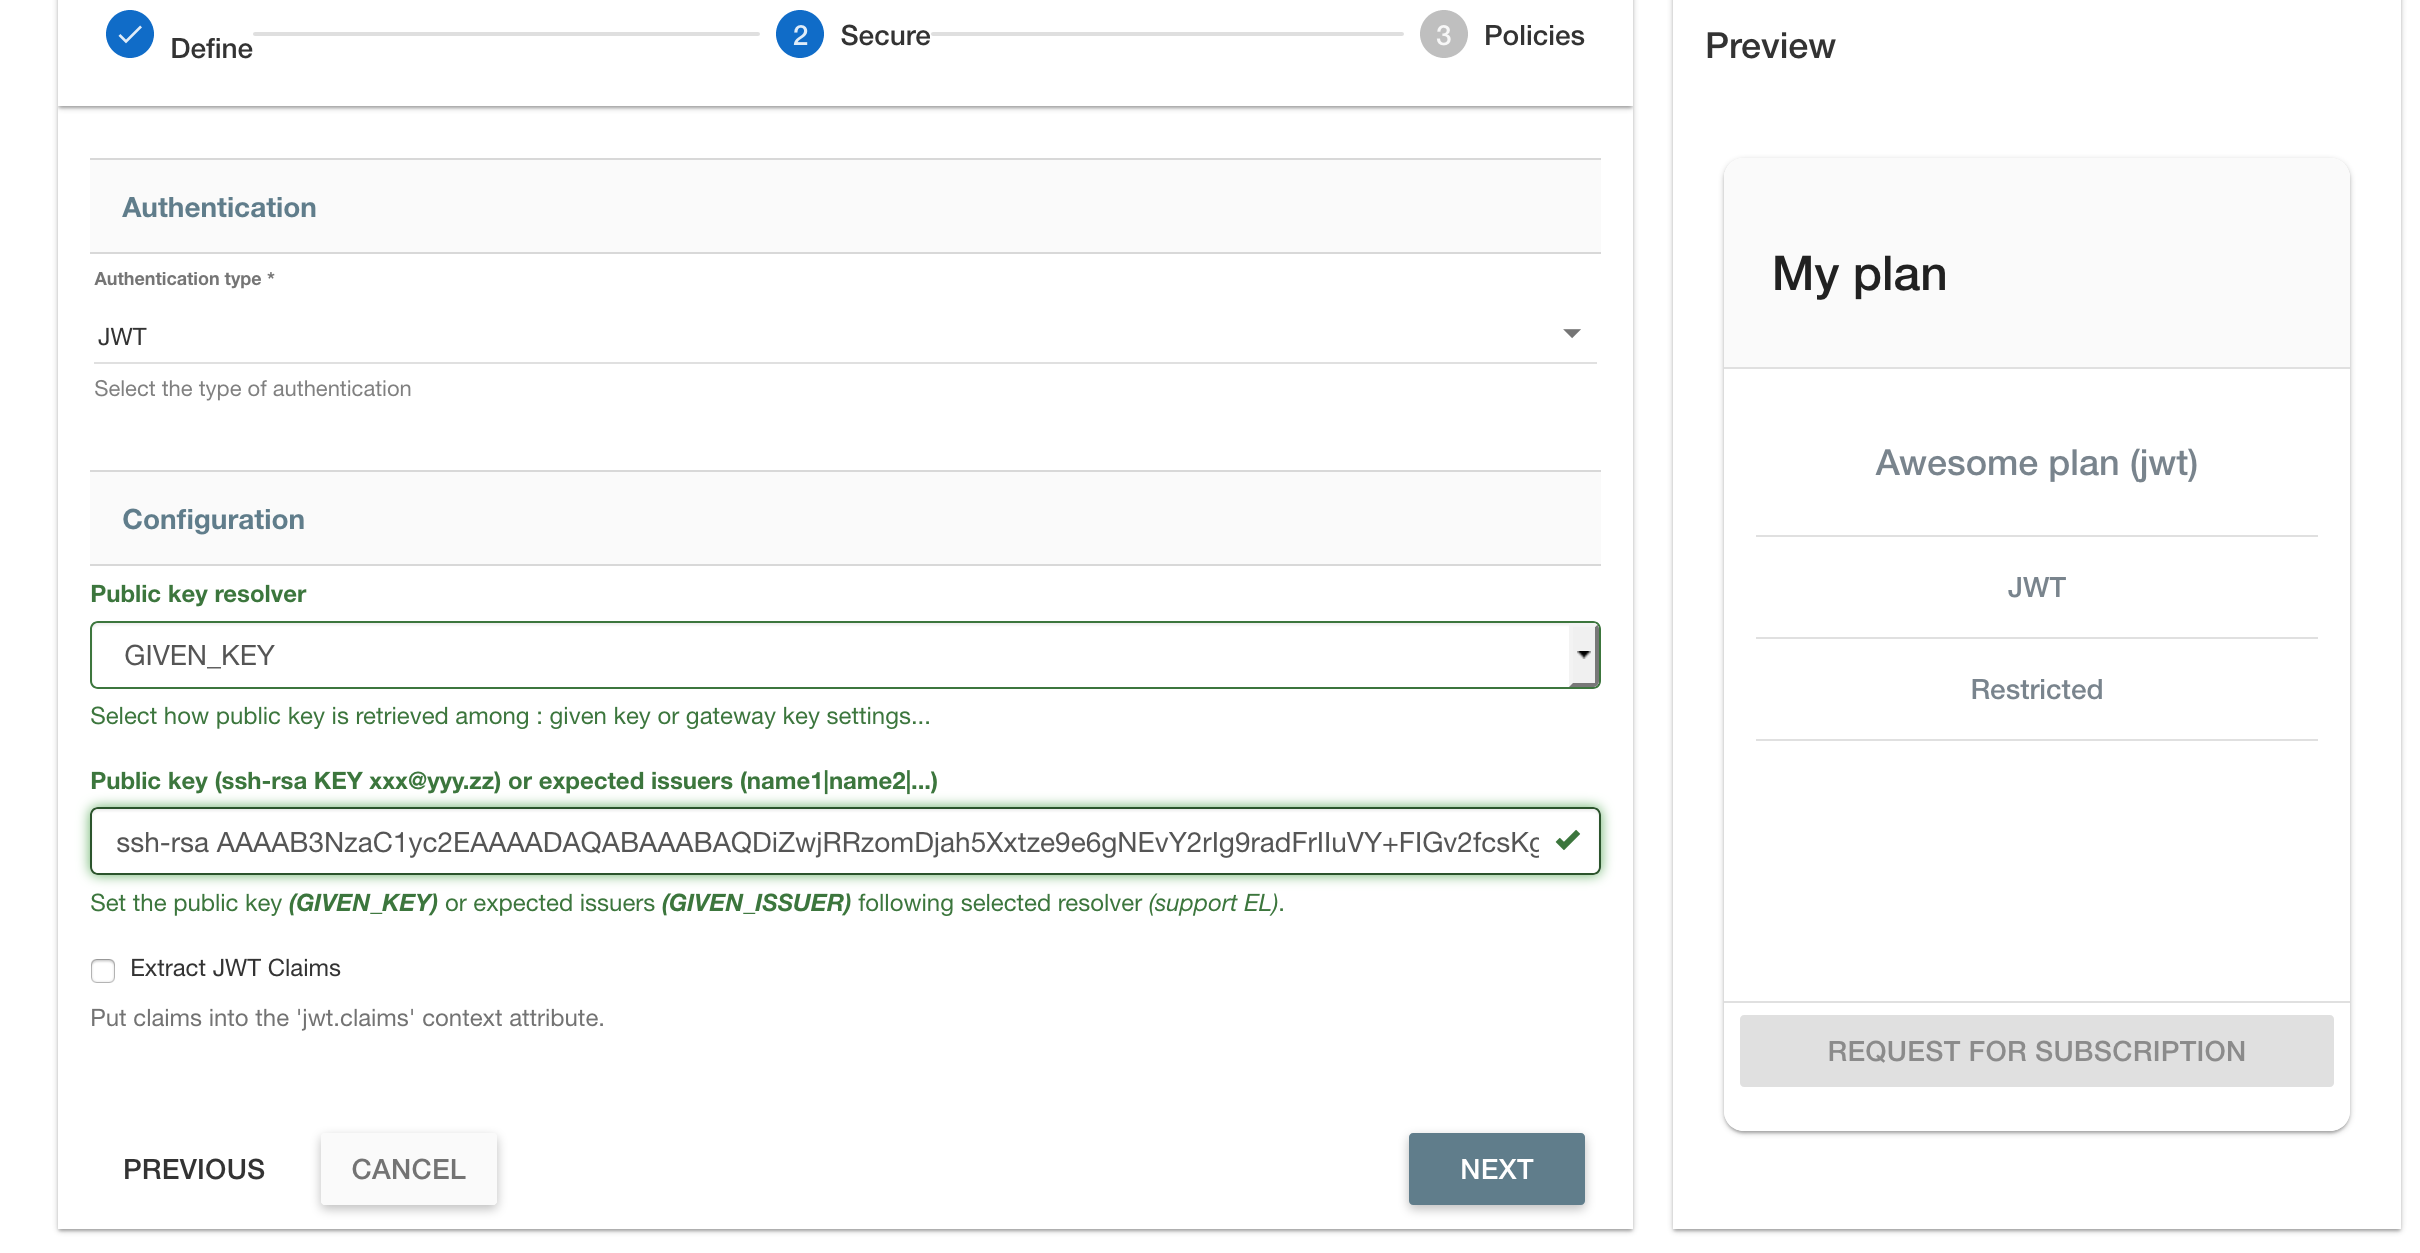 Define
2
Secure
3
Policies
Authentication
Authentication type *
JWT
Select the type of authentication
Configuration
Public key resolver
GIVEN_KEY
Select how public key is retrieved among : given key or gateway key settings...
Public key (ssh-rsa KEY xxx@yyy.zz) or expected issuers (name1|name2|...)
ssh-rsa AAAAB3NzaC1yc2EAAAADAQABAAABAQDiZwjRRzomDjah5Xxtze9e6gNEvY2rIg9radFrIIuVY+FIGv2fcsKg
Set the public key (GIVEN_KEY) or expected issuers (GIVEN_ISSUER) following selected resolver (support EL).
Extract JWT Claims
Put claims into the 'jwt.claims' context attribute.
PREVIOUS
CANCEL
NEXT
Preview
My plan
Awesome plan (jwt)
JWT
Restricted
REQUEST FOR SUBSCRIPTION